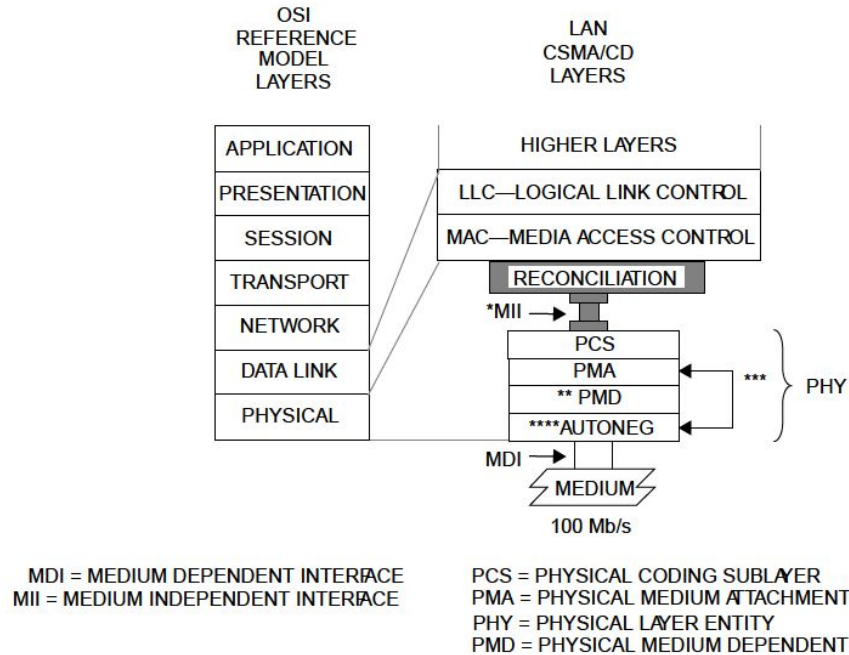 OSI
REFERENCE
MODEL
LAYERS
LAN
CSMA/CD
LAYERS
APPLICATION
PRESENTATION
SESSION
TRANSPORT
NETWORK
DATA LINK
PHYSICAL
HIGHER LAYERS
LLC—LOGICAL LINK CONTROL
MAC—MEDIA ACCESS CONTROL
RECONCILIATION
*MII
PCS
PMA
** PMD
****AUTONEG
***
PHY
MDI
MEDIUM
100 Mb/s
MDI = MEDIUM DEPENDENT INTERFACE
MII = MEDIUM INDEPENDENT INTERFACE
PCS = PHYSICAL CODING SUBLAYER
PMA = PHYSICAL MEDIUM ATTACHMENT
PHY = PHYSICAL LAYER ENTITY
PMD = PHYSICAL MEDIUM DEPENDENT